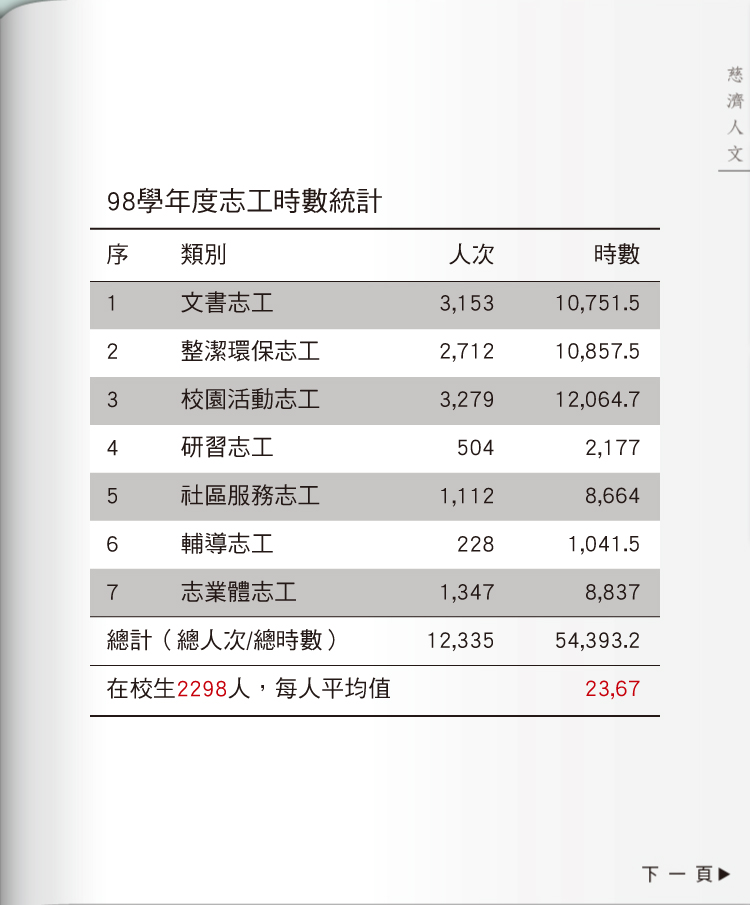 慈濟人文
98學年度志工時數統計
序 類別 人次 時數
1 文書志工 3,153 10,751.5
2 整潔環保志工 2,712 10,857.5
3 校園活動志工 3,279 12,064.7
4 研習志工 504 2,177
5 社區服務志工 1,112 8,664
6 輔導志工 228 1,041.5
7 志業體志工 1,347 8,837
總計（總人次/總時數） 12,335 54,393.2
在校生2298人，每人平均值 23,67
下一頁▶